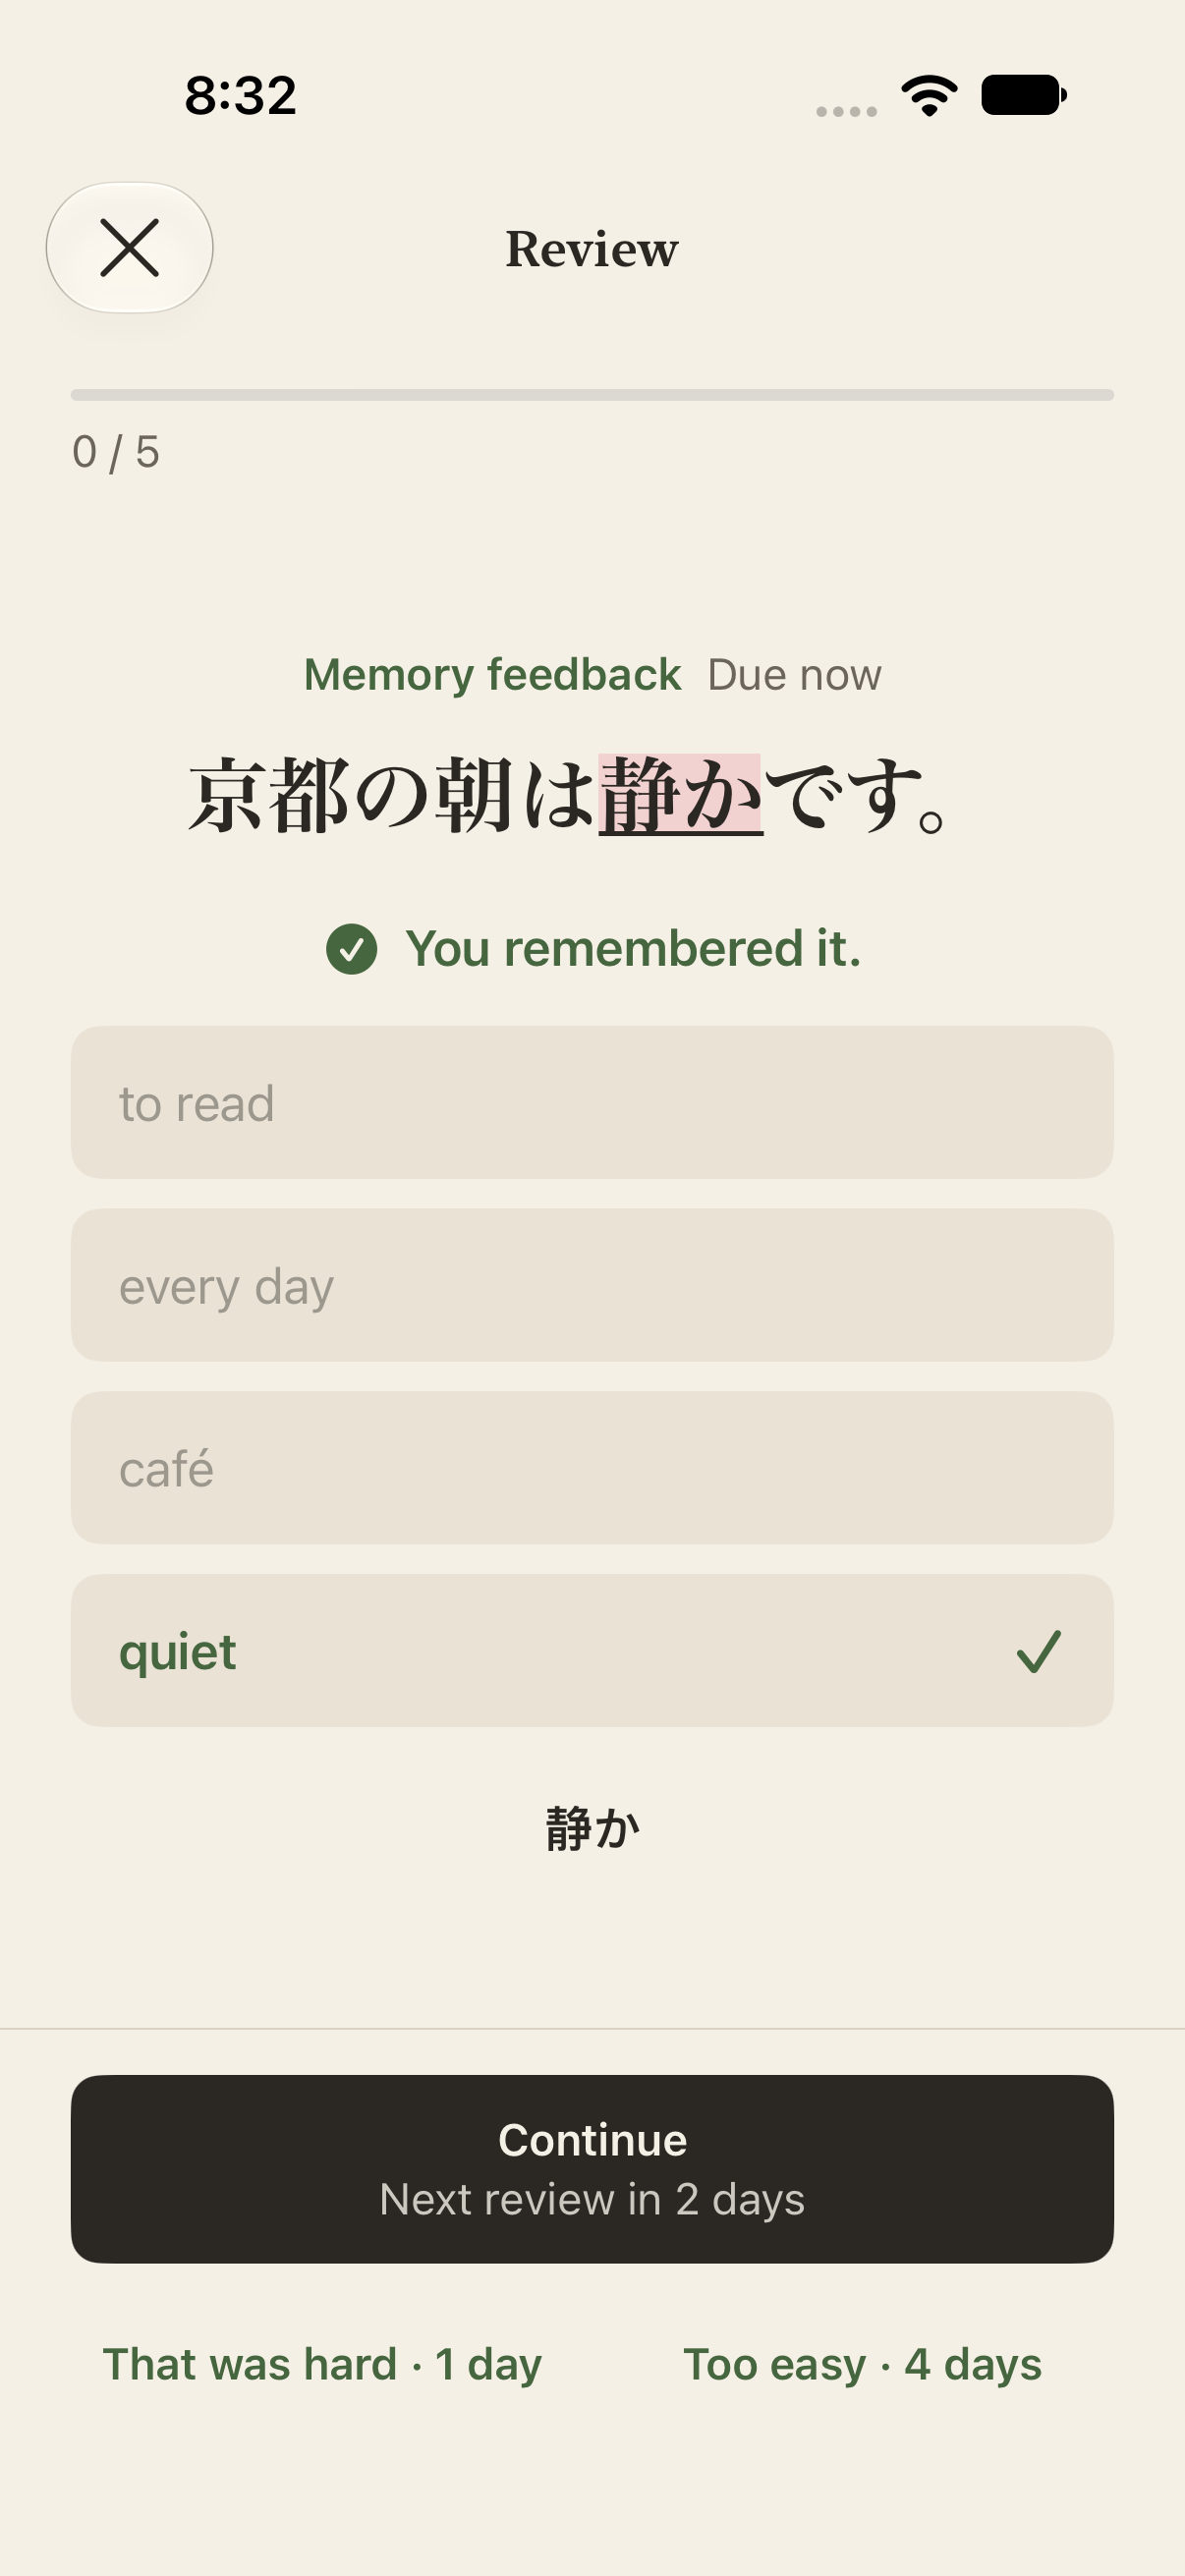 8:32
Review
0 / 5
Memory feedback Due now
京都の朝は静かです。
You remembered it.
to read
every day
café
quiet
静か
Continue
Next review in 2 days
That was hard · 1 day
Too easy · 4 days